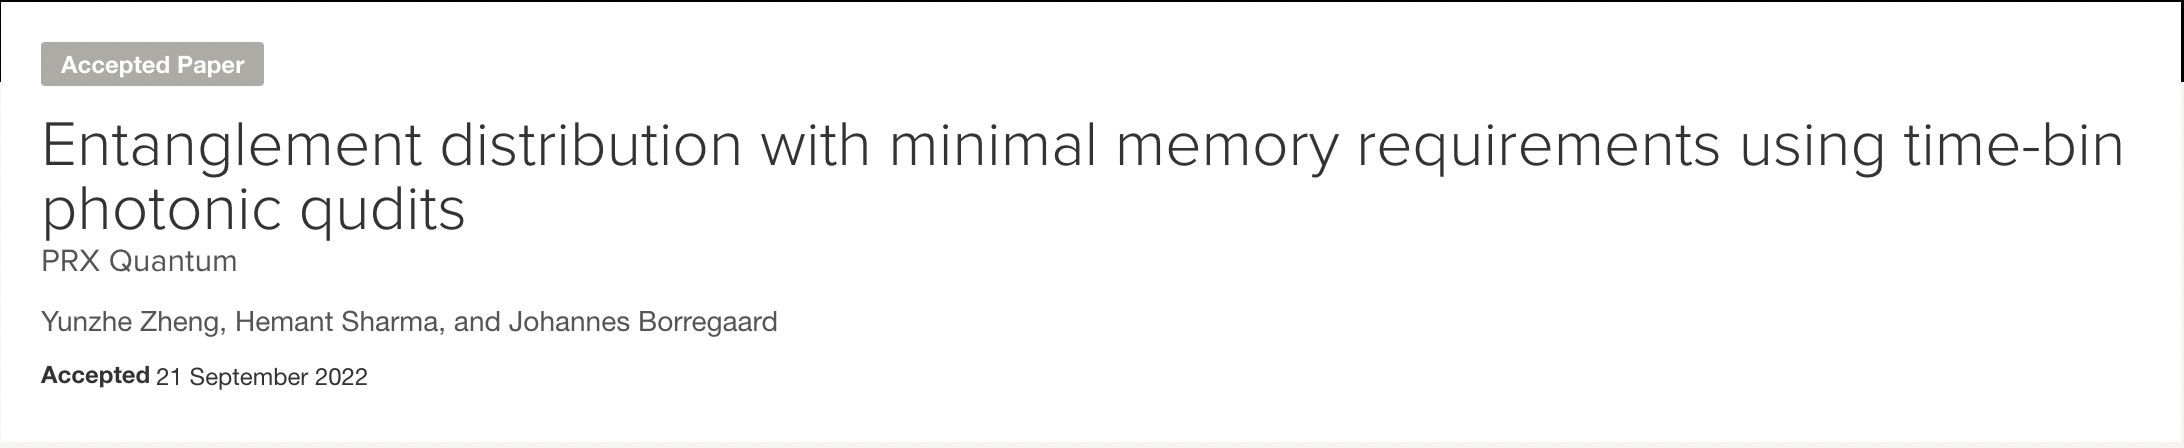 Accepted Paper
Entanglement distribution with minimal memory requirements using time-bin
photonic qudits
PRX Quantum
Yunzhe Zheng, Hemant Sharma, and Johannes Borregaard
Accepted 21 September 2022